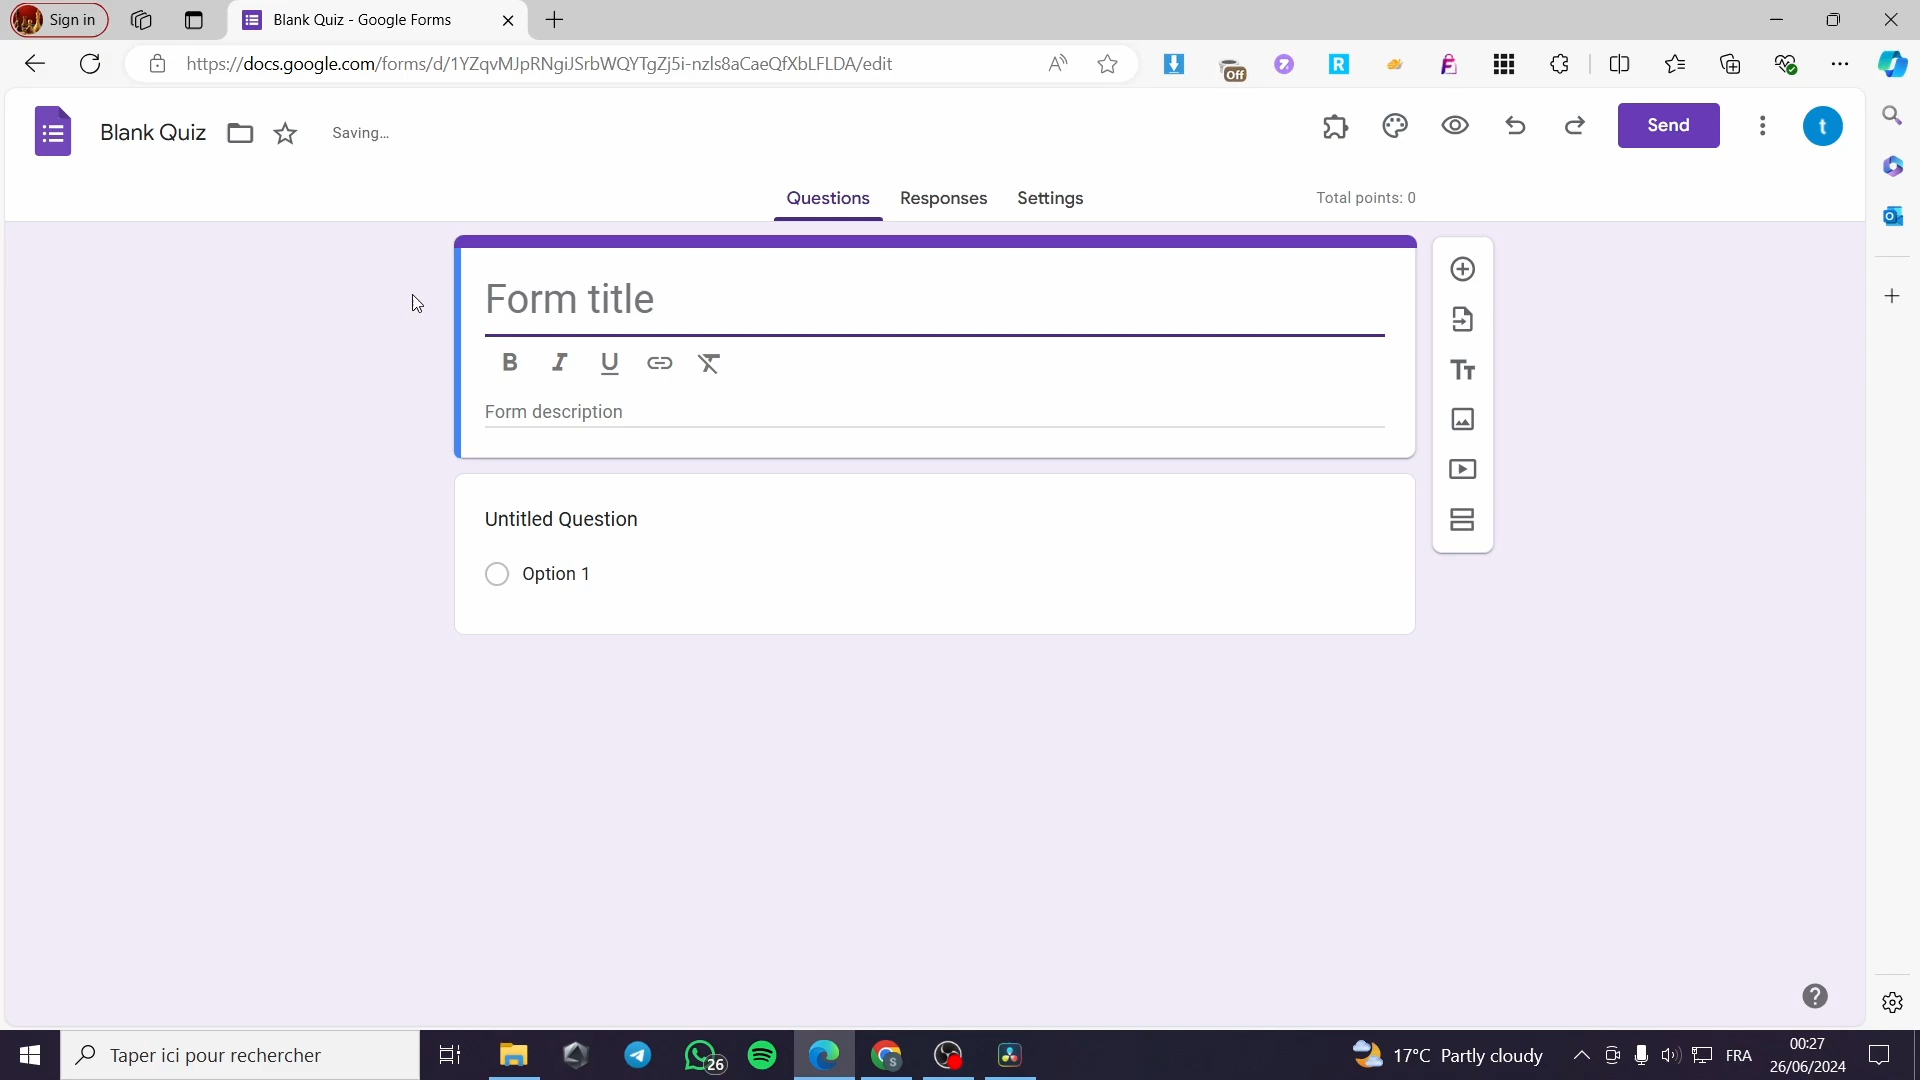 Sign in
Blank Quiz - Google Forms
https://docs.google.com/forms/d/1YZqvMJpRNgiJSrbWQYTgZj5i-nzls8aCaeQfXbLFLDA/edit
Off
Blank Quiz
Saving...
Send
t
Questions
Responses
Settings
Total points: 0
Form title
B I U
Form description
Untitled Question
Option 1
Taper ici pour rechercher
26
17°C Partly cloudy
FRA
00:27
26/06/2024